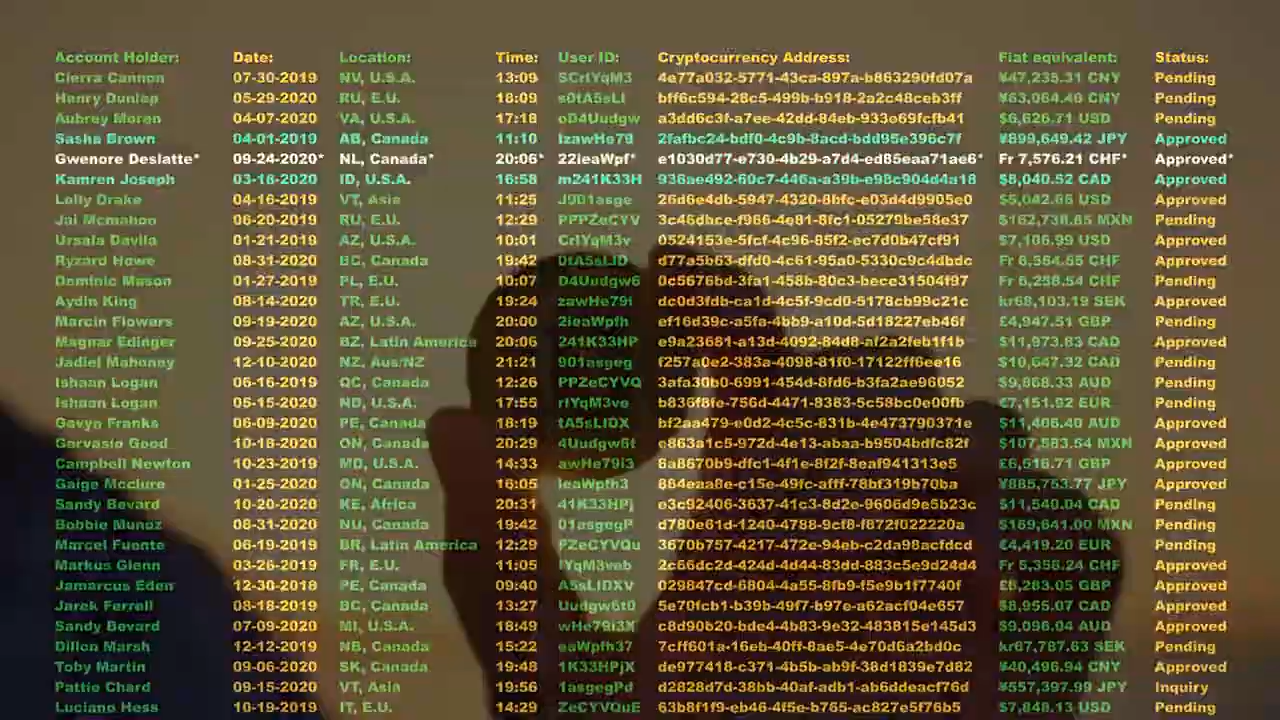 Account Holder: Date: Location: Time: User ID: Cryptocurrency Address: Fiat equivalent: Status:
Cierra Cannon 07-30-2019 NV, U.S.A. 13:09 SCrIYqM3 4e77a032-5771-43ca-897a-b863290fd07a ¥47,235.31 CNY Pending
Henry Dunlap 05-29-2020 RU, E.U. 18:09 s0tA5sLI bff6c594-28c5-499b-b918-2a2c48ceb3ff ¥63,064.46 CNY Pending
Aubrey Moran 04-07-2020 VA, U.S.A. 17:18 oD4Uudgw a3dd6c3f-a7ee-42dd-84eb-933e69fcfb41 $6,626.71 USD Pending
Sasha Brown 04-01-2019 AB, Canada 11:10 IzawHe79 2fafbc24-bdf0-4c9b-8acd-bdd95e396c7f ¥899,649.42 JPY Approved
Gwenore Deslatte* 09-24-2020* NL, Canada* 20:06* 22ieaWpf* e1030d77-e730-4b29-a7d4-ed85eaa71ae6* Fr 7,576.21 CHF* Approved*
Kamren Joseph 03-16-2020 ID, U.S.A. 16:58 m241K33H 936ae492-60c7-446a-a39b-e98c904d4a18 $8,040.52 CAD Approved
Lolly Drake 04-16-2019 VT, Asia 11:25 J901asge 26d6e4db-5947-4320-8bfc-e03d4d9905e0 $5,042.66 USD Approved
Jai Mcmahon 06-20-2019 RU, E.U. 12:29 PPPZeCYV 3c46dbce-f966-4e81-8fc1-05279be58e37 $162,738.65 MXN Pending
Ursala Davila 01-21-2019 AZ, U.S.A. 10:01 CrIYqM3v 0524153e-5fcf-4c96-85f2-ec7d0b47cf91 $7,106.99 USD Approved
Ryzard Howe 08-31-2020 BC, Canada 19:42 0tA5sLID d77a5b63-dfd0-4c61-95a0-5330c9c4dbdc Fr 6,364.55 CHF Approved
Dominic Mason 01-27-2019 PL, E.U. 10:07 D4Uudgw6 0c5676bd-3fa1-458b-80c3-bece31504f97 Fr 6,258.54 CHF Pending
Aydin King 08-14-2020 TR, E.U. 19:24 zawHe79i dc0d3fdb-ca1d-4c5f-9cd0-5178cb99c21c kr68,103.19 SEK Approved
Marcin Flowers 09-19-2020 AZ, U.S.A. 20:00 2ieaWpfh ef16d39c-a5fa-4bb9-a10d-5d18227eb46f £4,947.51 GBP Pending
Magnar Edinger 09-25-2020 BZ, Latin America 20:06 241K33HP e9a23681-a13d-4092-84d8-af2a2feb1f1b $11,973.83 CAD Approved
Jadiel Mahoney 12-10-2020 NZ, Aus/NZ 21:21 901asgeg f257a0e2-383a-4098-81f0-17122ff6ee16 $10,647.32 CAD Pending
Ishaan Logan 06-16-2019 QC, Canada 12:26 PPZeCYVQ 3afa30b0-6991-454d-8fd6-b3fa2ae96052 $9,868.33 AUD Pending
Ishaan Logan 05-15-2020 ND, U.S.A. 17:55 rIYqM3ve b836f8fe-756d-4471-8383-5c58bc0e00fb €7,151.92 EUR Pending
Gavyn Franks 06-09-2020 PE, Canada 18:19 tA5sLIDX bf2aa479-e0d2-4c5c-831b-4e473790371e $11,406.40 AUD Approved
Gervasio Good 10-18-2020 ON, Canada 20:29 4Uudgw6t e863a1c5-972d-4e13-abaa-b9504bdfc82f $107,583.54 MXN Approved
Campbell Newton 10-23-2019 MD, U.S.A. 14:33 awHe79i3 8a8670b9-dfc1-4f1e-8f2f-8eaf941313e5 £6,516.71 GBP Approved
Gaige Mcclure 01-25-2020 ON, Canada 16:05 ieaWpfh3 884eaa8e-c15e-49fc-afff-78bf319b70ba ¥885,753.77 JPY Approved
Sandy Bevard 10-20-2020 KE, Africa 20:31 41K33HPj e3c92406-3637-41c3-8d2e-9606d9e5b23c $11,540.04 CAD Pending
Bobbie Munoz 08-31-2020 NU, Canada 19:42 01asgegP d780e61d-1240-4788-9cf8-f872f022220a $169,641.00 MXN Pending
Marcel Fuente 06-19-2019 BR, Latin America 12:29 PZeCYVQu 3670b757-4217-472e-94eb-c2da98acfdcd €4,419.20 EUR Pending
Markus Glenn 03-26-2019 FR, E.U. 11:05 IYqM3veb 2c66dc2d-424d-4d44-83dd-883c5e9d24d4 Fr 5,356.24 CHF Approved
Jamarcus Eden 12-30-2018 PE, Canada 09:40 A5sLIDXV 029847cd-6804-4a55-8fb9-f5e9b1f7740f £5,283.05 GBP Approved
Jarek Ferrell 08-18-2019 BC, Canada 13:27 Uudgw6t0 5e70fcb1-b39b-49f7-b97e-a62acf04e657 $8,955.07 CAD Approved
Sandy Bevard 07-09-2020 MI, U.S.A. 18:49 wHe79i3X c8d90b20-bde4-4b83-9e32-483815e145d3 $9,096.04 AUD Approved
Dillon Marsh 12-12-2019 NB, Canada 15:22 eaWpfh37 7cff601a-16eb-40ff-8ae5-4e70d6a2bd0c kr67,787.63 SEK Pending
Toby Martin 09-06-2020 SK, Canada 19:48 1K33HPjX de977418-c371-4b5b-ab9f-38d1839e7d82 ¥40,496.94 CNY Approved
Pattie Chard 09-15-2020 VT, Asia 19:56 1asgegPd d2828d7d-38bb-40af-adb1-ab6ddeacf76d ¥557,397.99 JPY Inquiry
Luciano Hess 10-19-2019 IT, E.U. 14:29 ZeCYVQuE 63b8f1f9-eb46-4f5e-b765-ac827e5f76b5 $7,848.13 USD Pending